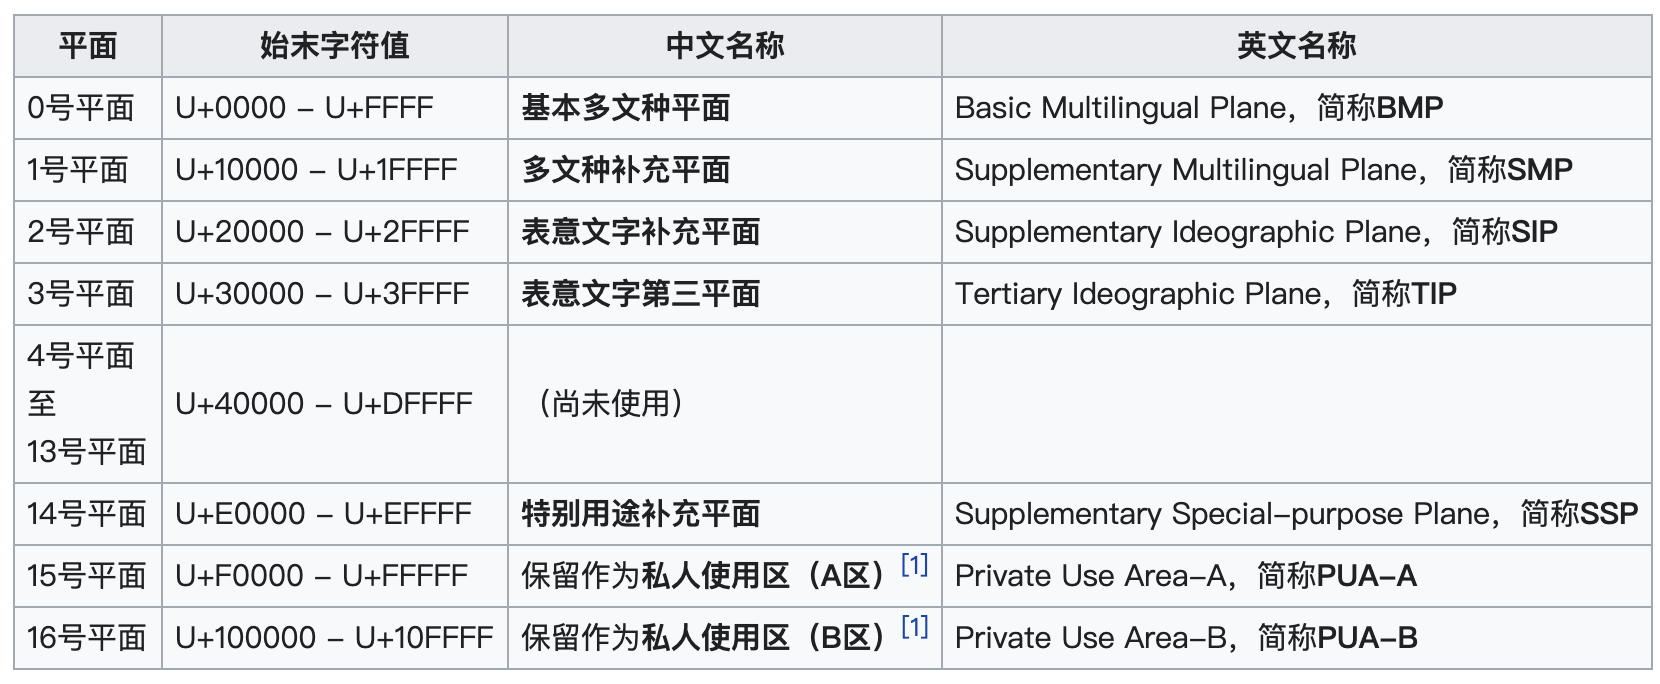 平面 始末字符值 中文名称 英文名称
0号平面 U+0000 – U+FFFF 基本多文种平面 Basic Multilingual Plane，简称BMP
1号平面 U+10000 – U+1FFFF 多文种补充平面 Supplementary Multilingual Plane，简称SMP
2号平面 U+20000 – U+2FFFF 表意文字补充平面 Supplementary Ideographic Plane，简称SIP
3号平面 U+30000 – U+3FFFF 表意文字第三平面 Tertiary Ideographic Plane，简称TIP
4号平面
至
13号平面 U+40000 – U+DFFFF （尚未使用）
14号平面 U+E0000 – U+EFFFF 特别用途补充平面 Supplementary Special-purpose Plane，简称SSP
15号平面 U+F0000 – U+FFFFF 保留作为私人使用区（A区）[1] Private Use Area-A，简称PUA-A
16号平面 U+100000 – U+10FFFF 保留作为私人使用区（B区）[1] Private Use Area-B，简称PUA-B